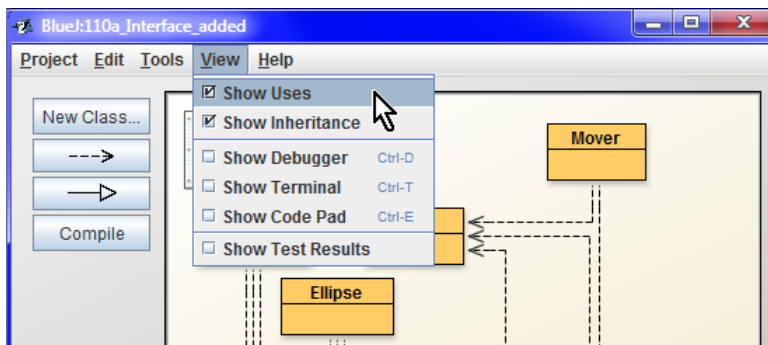 BlueJ:110a_Interface_added
Project Edit Tools View Help
New Class...
Compile
Show Uses
Show Inheritance
Show Debugger Ctrl-D
Show Terminal Ctrl-T
Show Code Pad Ctrl-E
Show Test Results
Mover
Ellipse